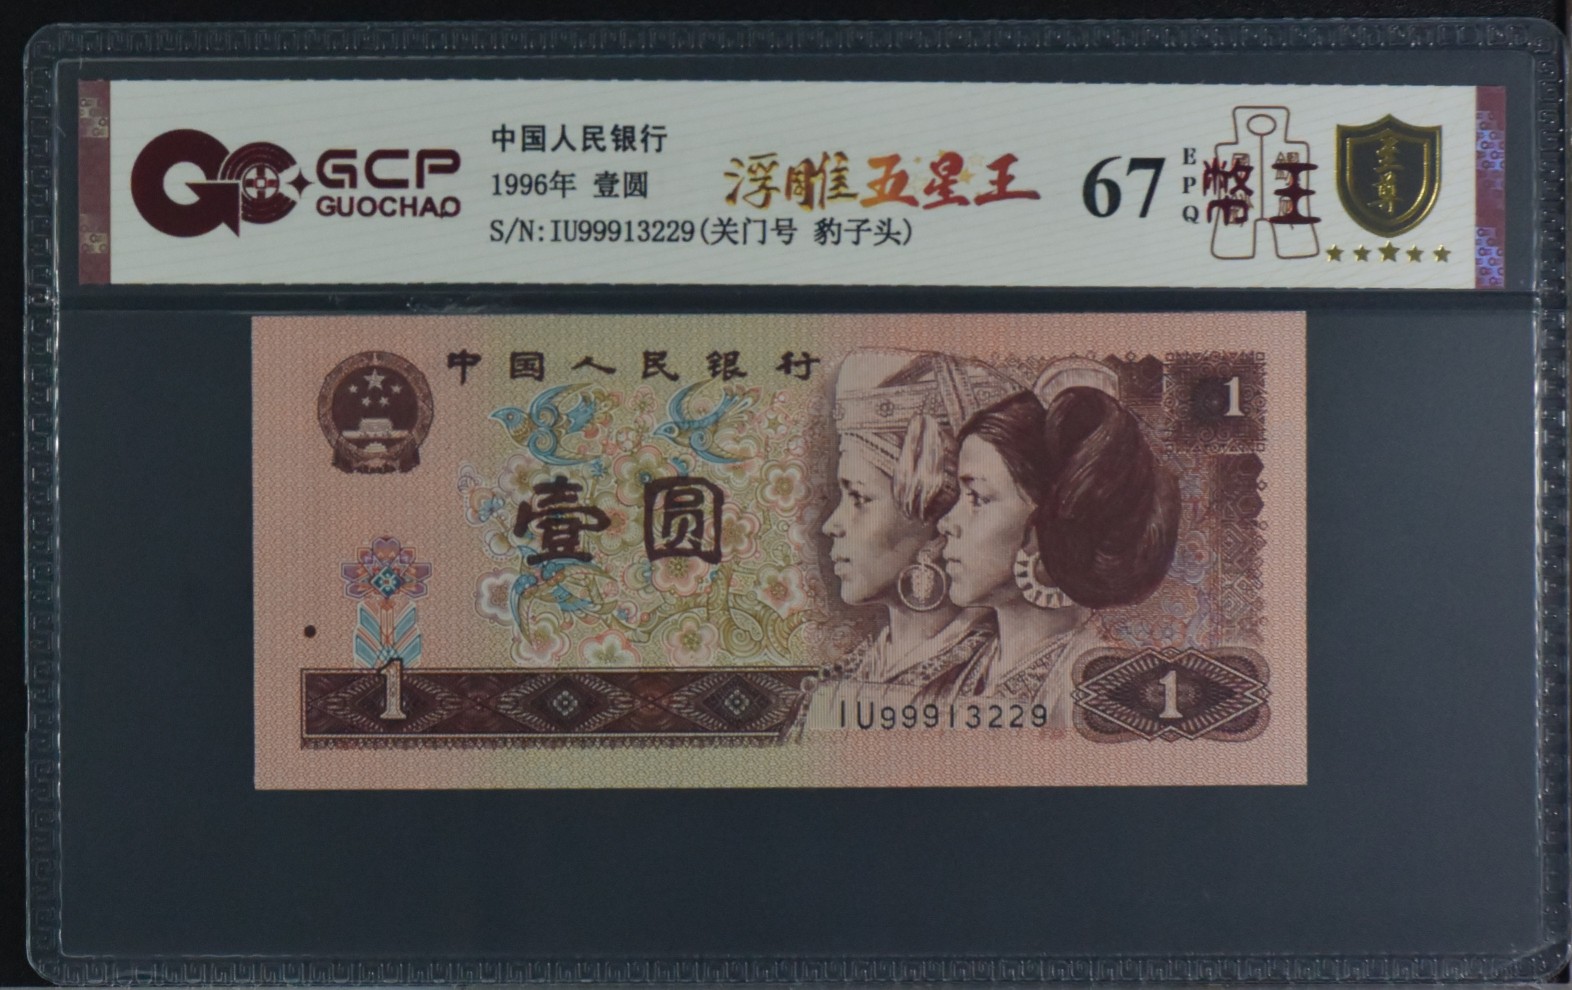 GCP
GUOCHAO
中国人民银行
1996年 壹圆
S/N:IU99913229(关门号 豹子头)
浮雕五星王
67
EPQ
至尊
中国人民银行
1
壹圆
1
IU99913229
1